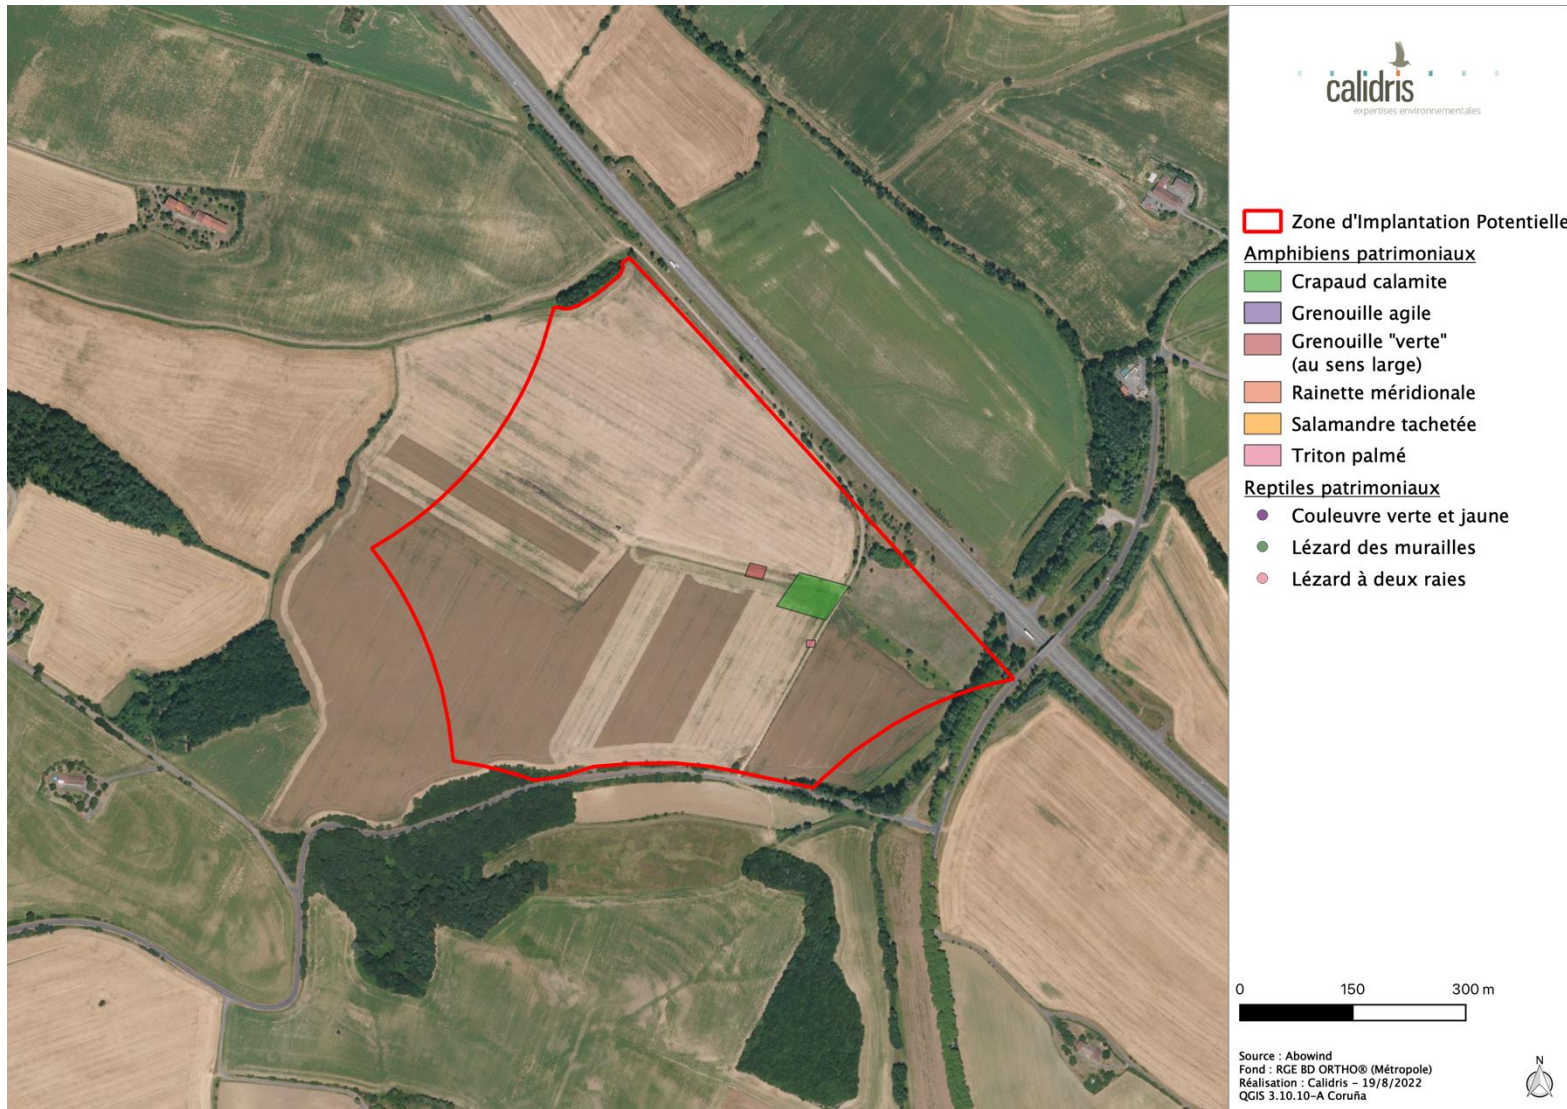 calidris
expertises environnementales
Zone d'Implantation Potentielle
Amphibiens patrimoniaux
Crapaud calamite
Grenouille agile
Grenouille "verte"
(au sens large)
Rainette méridionale
Salamandre tachetée
Triton palmé
Reptiles patrimoniaux
Couleuvre verte et jaune
Lézard des murailles
Lézard à deux raies
0 150 300 m
Source : Abowind
Fond : RGE BD ORTHO® (Métropole)
Réalisation : Calidris - 19/8/2022
QGIS 3.10.10-A Coruña
N